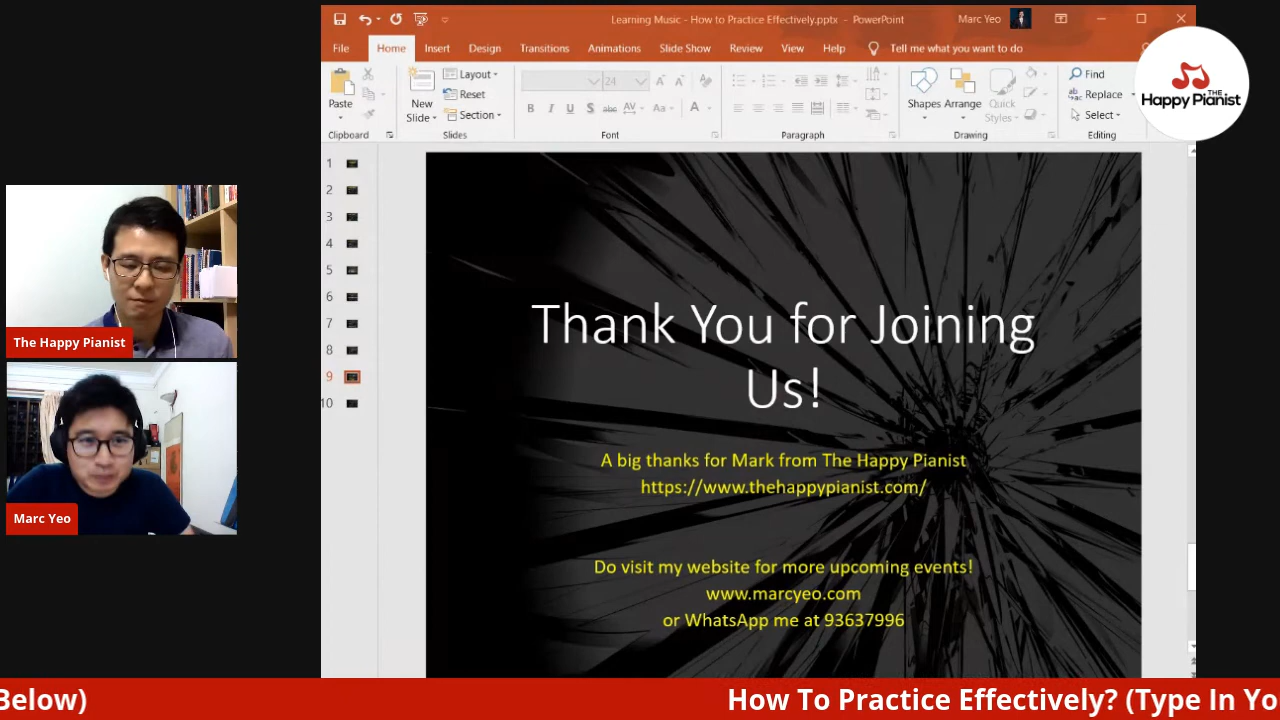 Learning Music - How to Practice Effectively.pptx - PowerPoint
Marc Yeo
File
Home
Insert
Design
Transitions
Animations
Slide Show
Review
View
Help
Tell me what you want to do
Paste
Clipboard
New
Slide
Layout
Reset
Section
Slides
24
B I U S abc AV Aa A
Font
Paragraph
Shapes
Arrange
Quick
Styles
Drawing
Find
Replace
Select
Editing
THE
Happy Pianist
1
2
3
4
5
6
7
8
9
10
The Happy Pianist
Marc Yeo
Thank You for Joining
Us!
A big thanks for Mark from The Happy Pianist
https://www.thehappypianist.com/
Do visit my website for more upcoming events!
www.marcyeo.com
or WhatsApp me at 93637996
Below)
How To Practice Effectively? (Type In Yo